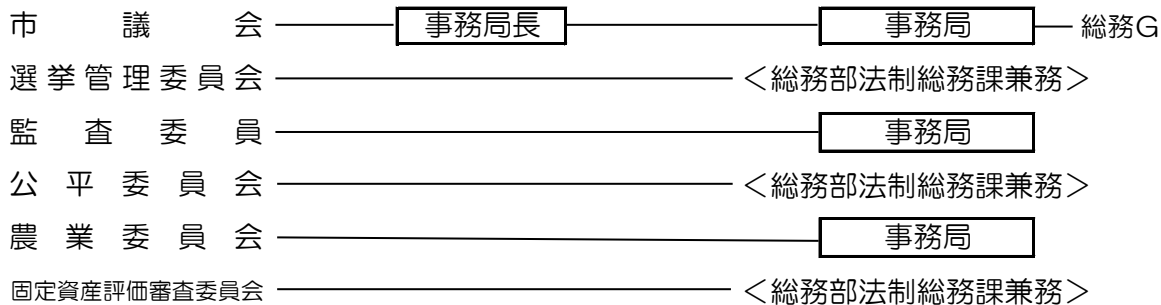 市議会 事務局長 事務局 総務G
選挙管理委員会 <総務部法制総務課兼務>
監査委員 事務局
公平委員会 <総務部法制総務課兼務>
農業委員会 事務局
固定資産評価審査委員会 <総務部法制総務課兼務>